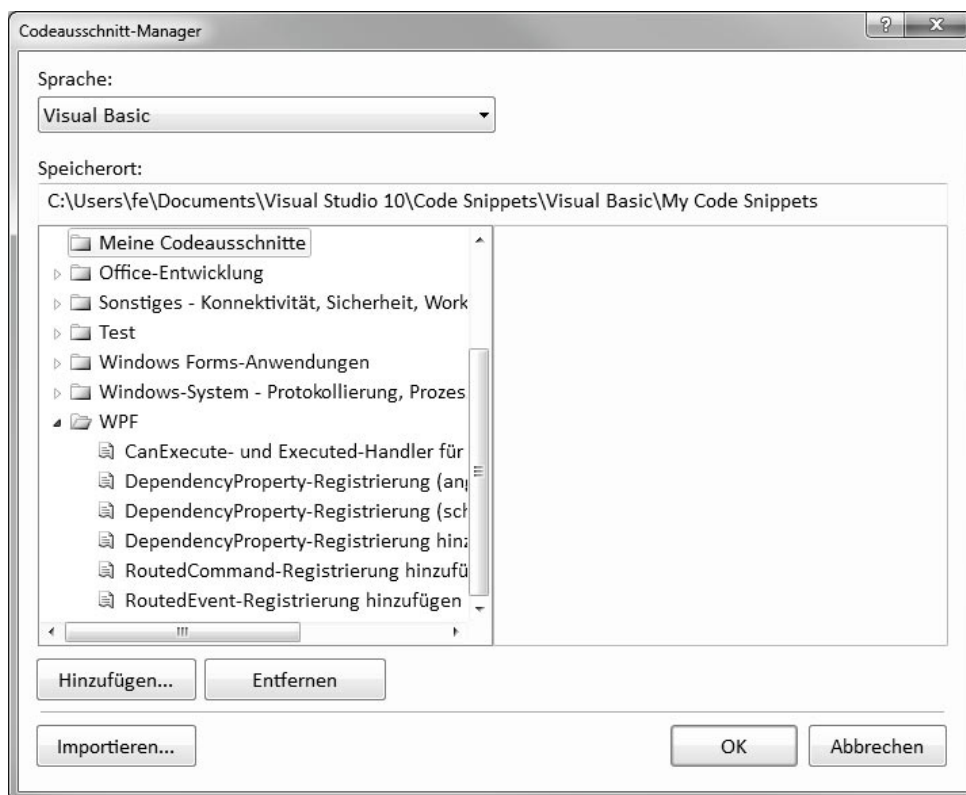 Codeausschnitt-Manager
Sprache:
Visual Basic
Speicherort:
C:\Users\fe\Documents\Visual Studio 10\Code Snippets\Visual Basic\My Code Snippets
Meine Codeausschnitte
Office-Entwicklung
Sonstiges - Konnektivität, Sicherheit, Work
Test
Windows Forms-Anwendungen
Windows-System - Protokollierung, Prozes
WPF
CanExecute- und Executed-Handler für
DependencyProperty-Registrierung (an
DependencyProperty-Registrierung (sch
DependencyProperty-Registrierung hinz
RoutedCommand-Registrierung hinzufü
RoutedEvent-Registrierung hinzufügen
Hinzufügen...
Entfernen
Importieren...
OK
Abbrechen